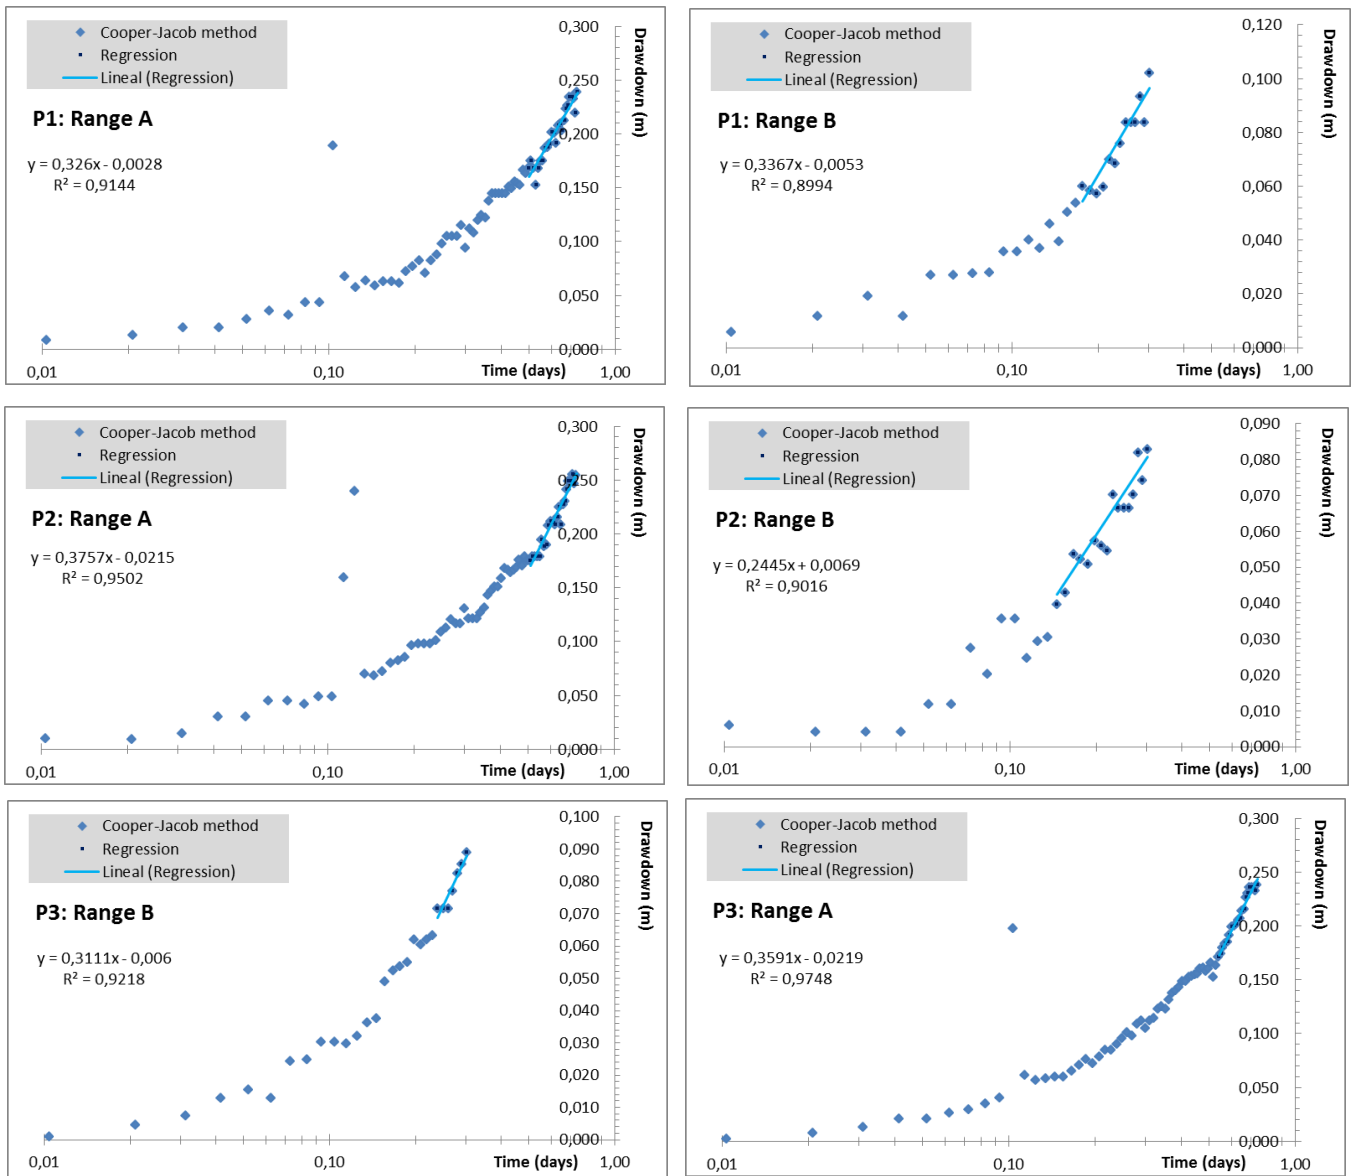 Cooper-Jacob method
Regression
Lineal (Regression)
P1: Range A
y = 0,326x - 0,0028
R² = 0,9144
0,300
0,250
0,200
0,150
0,100
0,050
0,000
Drawdown (m)
0,01
0,10
Time (days)
1,00
Cooper-Jacob method
Regression
Lineal (Regression)
P1: Range B
y = 0,3367x - 0,0053
R² = 0,8994
0,120
0,100
0,080
0,060
0,040
0,020
0,000
Drawdown (m)
0,01
0,10
Time (days)
1,00
Cooper-Jacob method
Regression
Lineal (Regression)
P2: Range A
y = 0,3757x - 0,0215
R² = 0,9502
0,300
0,250
0,200
0,150
0,100
0,050
0,000
Drawdown (m)
0,01
0,10
Time (days)
1,00
Cooper-Jacob method
Regression
Lineal (Regression)
P2: Range B
y = 0,2445x + 0,0069
R² = 0,9016
0,090
0,080
0,070
0,060
0,050
0,040
0,030
0,020
0,010
0,000
Drawdown (m)
0,01
0,10
Time (days)
1,00
Cooper-Jacob method
Regression
Lineal (Regression)
P3: Range B
y = 0,3111x - 0,006
R² = 0,9218
0,100
0,090
0,080
0,070
0,060
0,050
0,040
0,030
0,020
0,010
0,000
Drawdown (m)
0,01
0,10
Time (days)
1,00
Cooper-Jacob method
Regression
Lineal (Regression)
P3: Range A
y = 0,3591x - 0,0219
R² = 0,9748
0,300
0,250
0,200
0,150
0,100
0,050
0,000
Drawdown (m)
0,01
0,10
Time (days)
1,00